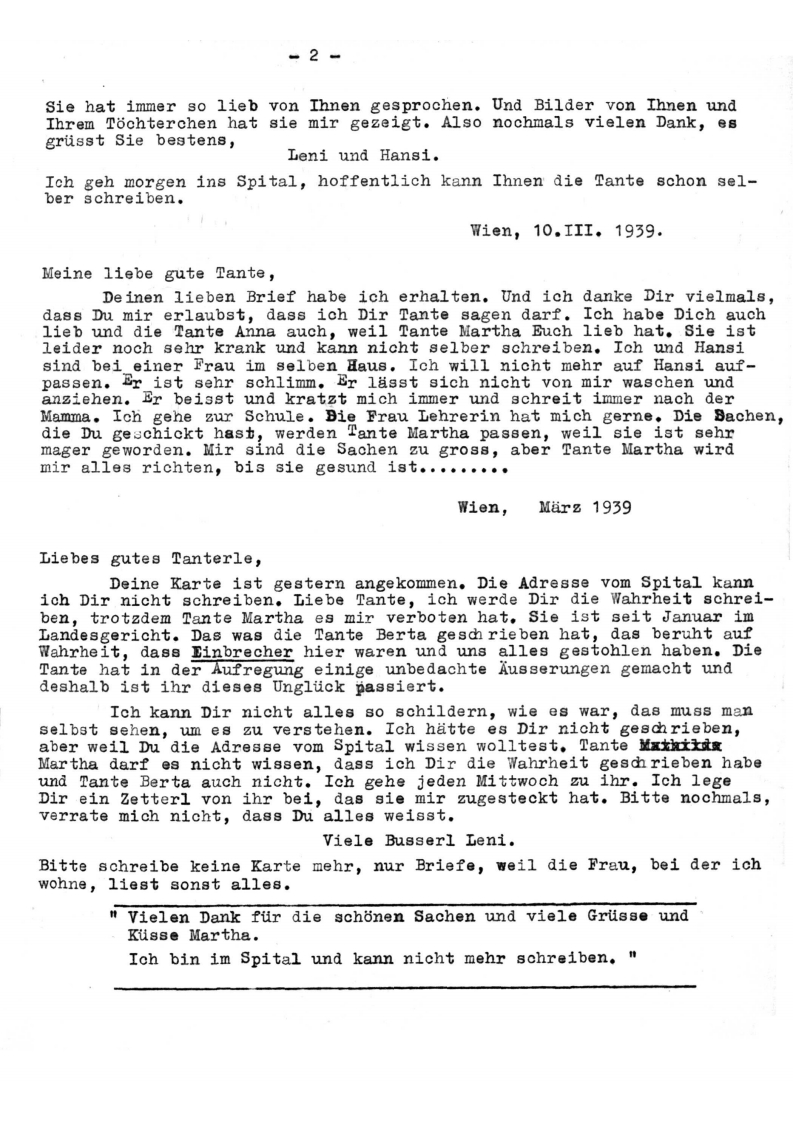 - 2 -
Sie hat immer so lieb von Ihnen gesprochen. Und Bilder von Ihnen und
Ihrem Töchterchen hat sie mir gezeigt. Also nochmals vielen Dank, es
grüsst Sie bestens,
Leni und Hansi.
Ich geh morgen ins Spital, hoffentlich kann Ihnen die Tante schon sel-
ber schreiben.
Wien, 10.III. 1939.
Meine liebe gute Tante,
Deinen lieben Brief habe ich erhalten. Und ich danke Dir vielmals,
dass Du mir erlaubst, dass ich Dir Tante sagen darf. Ich habe Dich auch
lieb und die Tante Anna auch, weil Tante Martha Euch lieb hat. Sie ist
leider noch sehr krank und kann nicht selber schreiben. Ich und Hansi
sind bei einer Frau im selben Haus. Ich will nicht mehr auf Hansi auf-
passen. Er ist sehr schlimm. Er lässt sich nicht von mir waschen und
anziehen. Er beisst und kratzt mich immer und schreit immer nach der
Mamma. Ich gehe zur Schule. Die Frau Lehrerin hat mich gerne. Die Sachen,
die Du geschickt hast, werden Tante Martha passen, weil sie ist sehr
mager geworden. Mir sind die Sachen zu gross, aber Tante Martha wird
mir alles richten, bis sie gesund ist.........
Wien, März 1939
Liebes gutes Tanterle,
Deine Karte ist gestern angekommen. Die Adresse vom Spital kann
ich Dir nicht schreiben. Liebe Tante, ich werde Dir die Wahrheit schrei-
ben, trotzdem Tante Martha es mir verboten hat. Sie ist seit Januar im
Landesgericht. Das was die Tante Berta geschrieben hat, das beruht auf
Wahrheit, dass Einbrecher hier waren und uns alles gestohlen haben. Die
Tante hat in der Aufregung einige unbedachte Äusserungen gemacht und
deshalb ist ihr dieses Unglück passiert.
Ich kann Dir nicht alles so schildern, wie es war, das muss man
selbst sehen, um es zu verstehen. Ich hätte es Dir nicht geschrieben,
aber weil Du die Adresse vom Spital wissen wolltest. Tante
Martha darf es nicht wissen, dass ich Dir die Wahrheit geschrieben habe
und Tante Berta auch nicht. Ich gehe jeden Mittwoch zu ihr. Ich lege
Dir ein Zetterl von ihr bei, das sie mir zugesteckt hat. Bitte nochmals,
verrate mich nicht, dass Du alles weisst.
Viele Busserl Leni.
Bitte schreibe keine Karte mehr, nur Briefe, weil die Frau, bei der ich
wohne, liest sonst alles.
" Vielen Dank für die schönen Sachen und viele Grüsse und
Küsse Martha.
Ich bin im Spital und kann nicht mehr schreiben. "